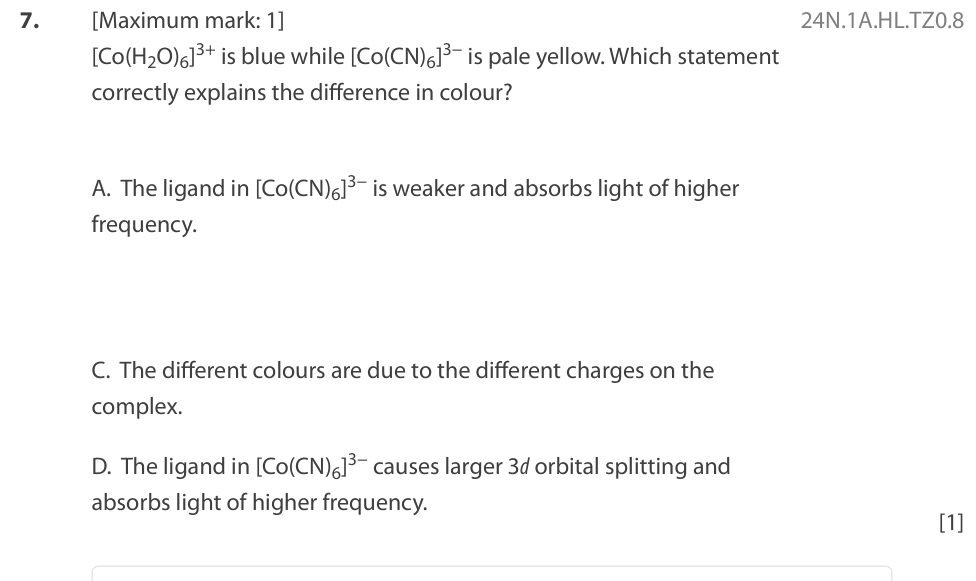 7. [Maximum mark: 1] 24N.1A.HL.TZ0.8
[Co(H₂O)₆]³⁺ is blue while [Co(CN)₆]³⁻ is pale yellow. Which statement
correctly explains the difference in colour?
A. The ligand in [Co(CN)₆]³⁻ is weaker and absorbs light of higher
frequency.
C. The different colours are due to the different charges on the
complex.
D. The ligand in [Co(CN)₆]³⁻ causes larger 3d orbital splitting and
absorbs light of higher frequency.
[1]